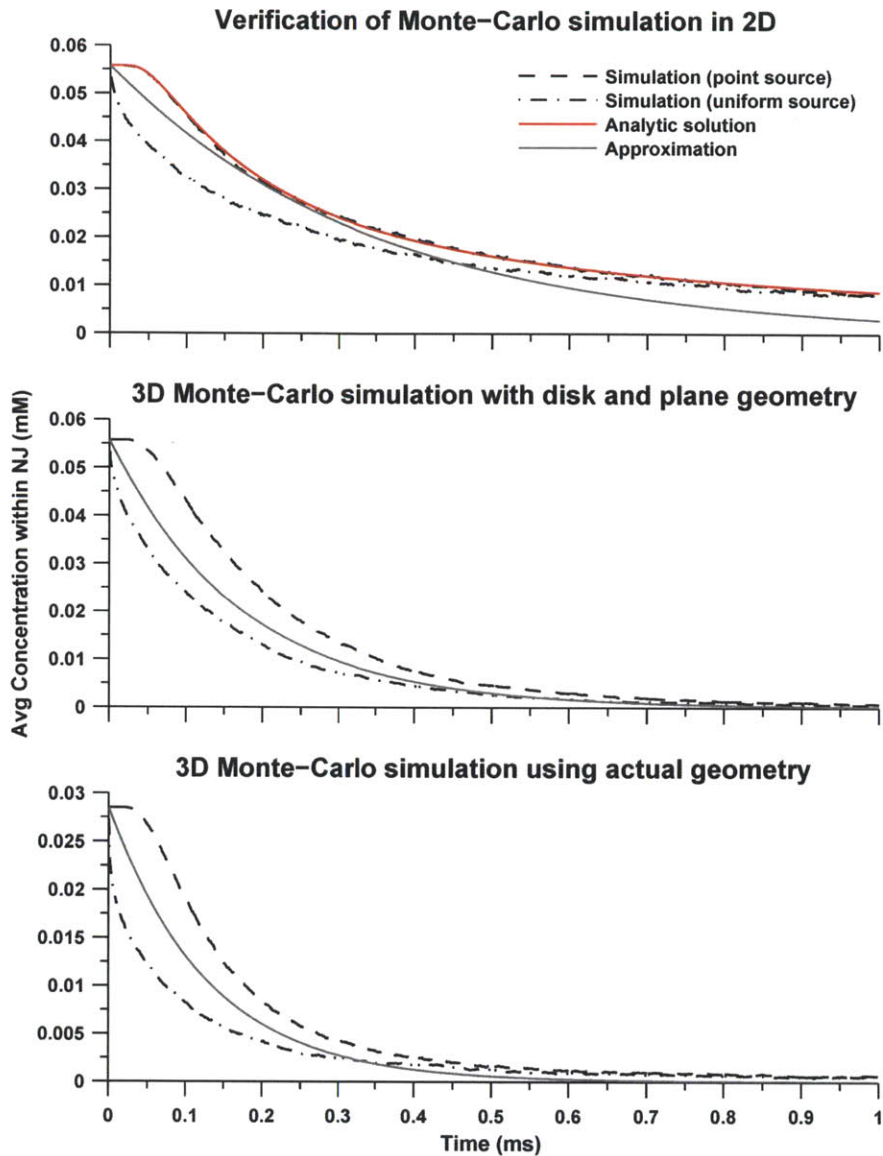 Verification of Monte−Carlo simulation in 2D
0.06
0.05
0.04
0.03
0.02
0.01
0
Simulation (point source)
Simulation (uniform source)
Analytic solution
Approximation
3D Monte−Carlo simulation with disk and plane geometry
0.06
0.05
0.04
0.03
0.02
0.01
0
Avg Concentration within NJ (mM)
3D Monte−Carlo simulation using actual geometry
0.03
0.025
0.02
0.015
0.01
0.005
0
0 0.1 0.2 0.3 0.4 0.5 0.6 0.7 0.8 0.9 1
Time (ms)